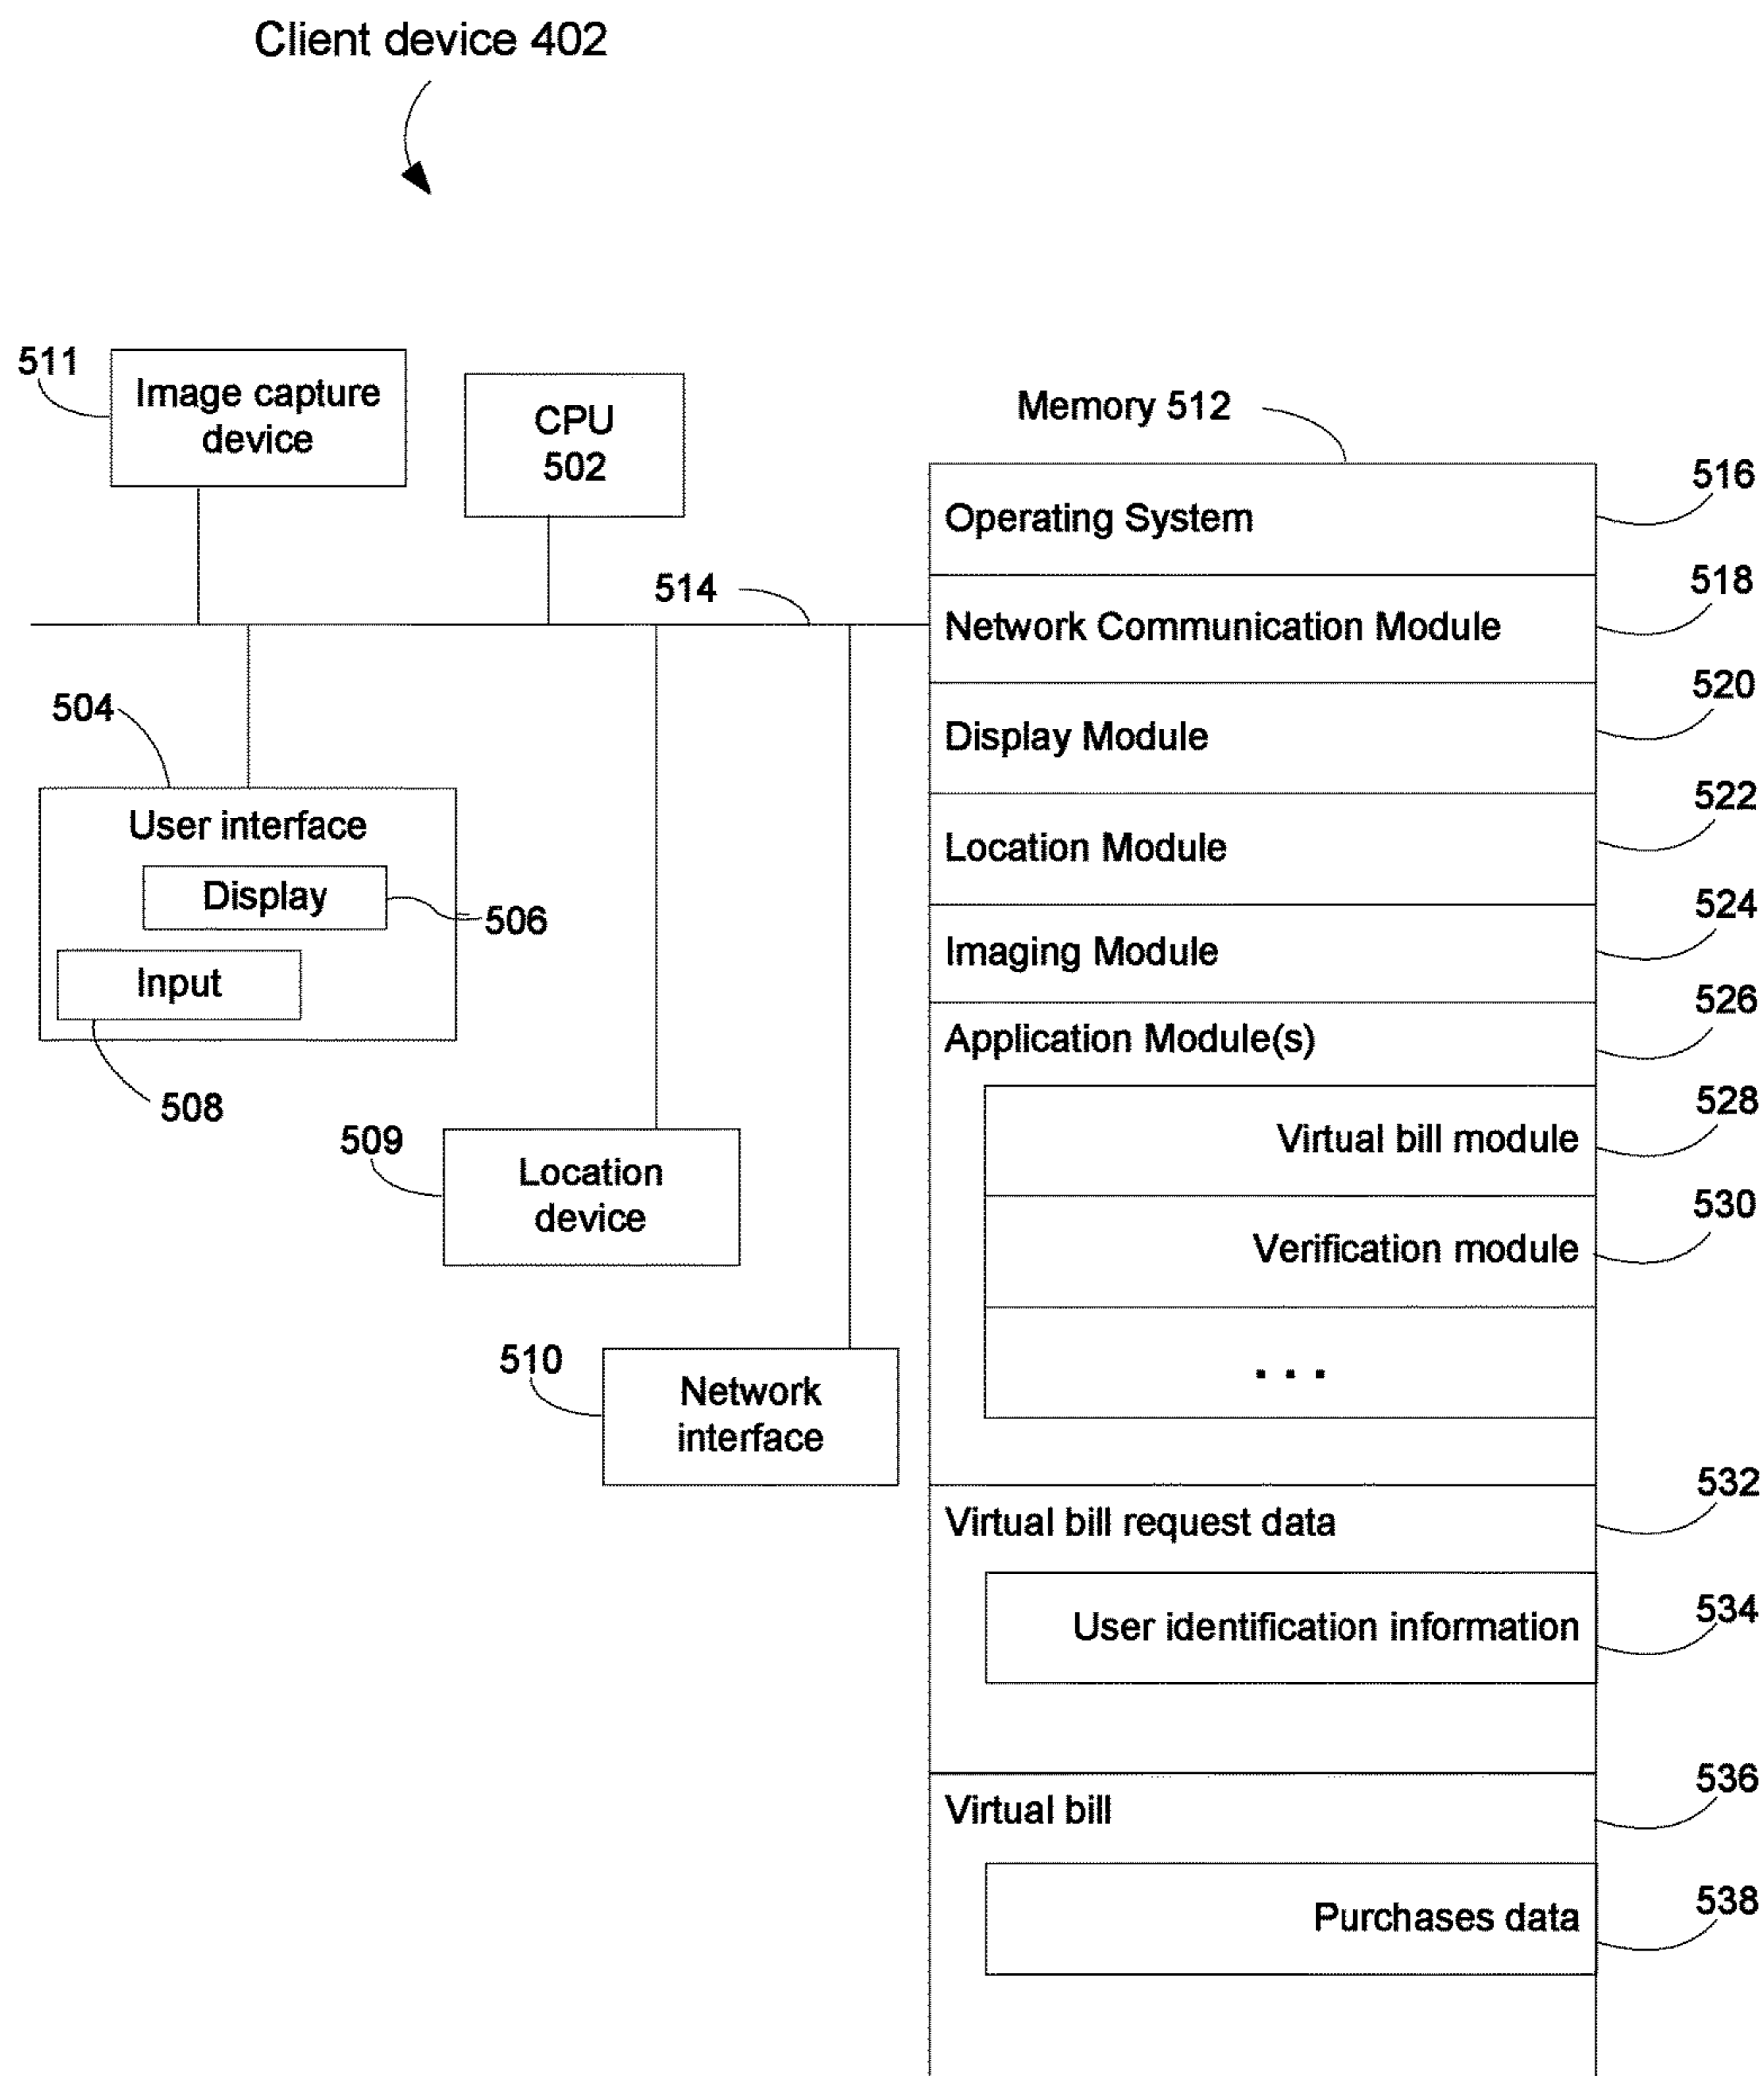 Client device 402
511
Image capture
device
CPU
502
Memory 512
Operating System
516
514
Network Communication Module
518
Display Module
520
504
User interface
Display
506
Input
508
Location Module
522
Imaging Module
524
Application Module(s)
526
Virtual bill module
528
509
Location
device
Verification module
530
. . .
510
Network
interface
Virtual bill request data
532
User identification information
534
Virtual bill
536
Purchases data
538